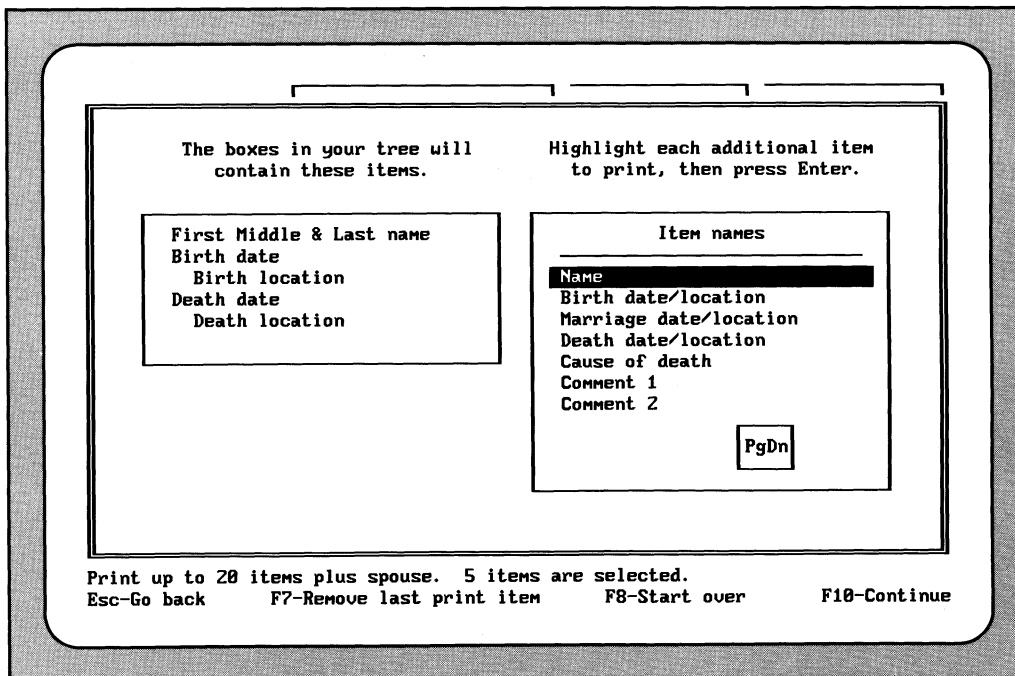 The boxes in your tree will
contain these items.
First Middle & Last name
Birth date
Birth location
Death date
Death location
Highlight each additional item
to print, then press Enter.
Item names
Name
Birth date/location
Marriage date/location
Death date/location
Cause of death
Comment 1
Comment 2
PgDn
Print up to 20 items plus spouse. 5 items are selected.
Esc-Go back F7-Remove last print item F8-Start over F10-Continue